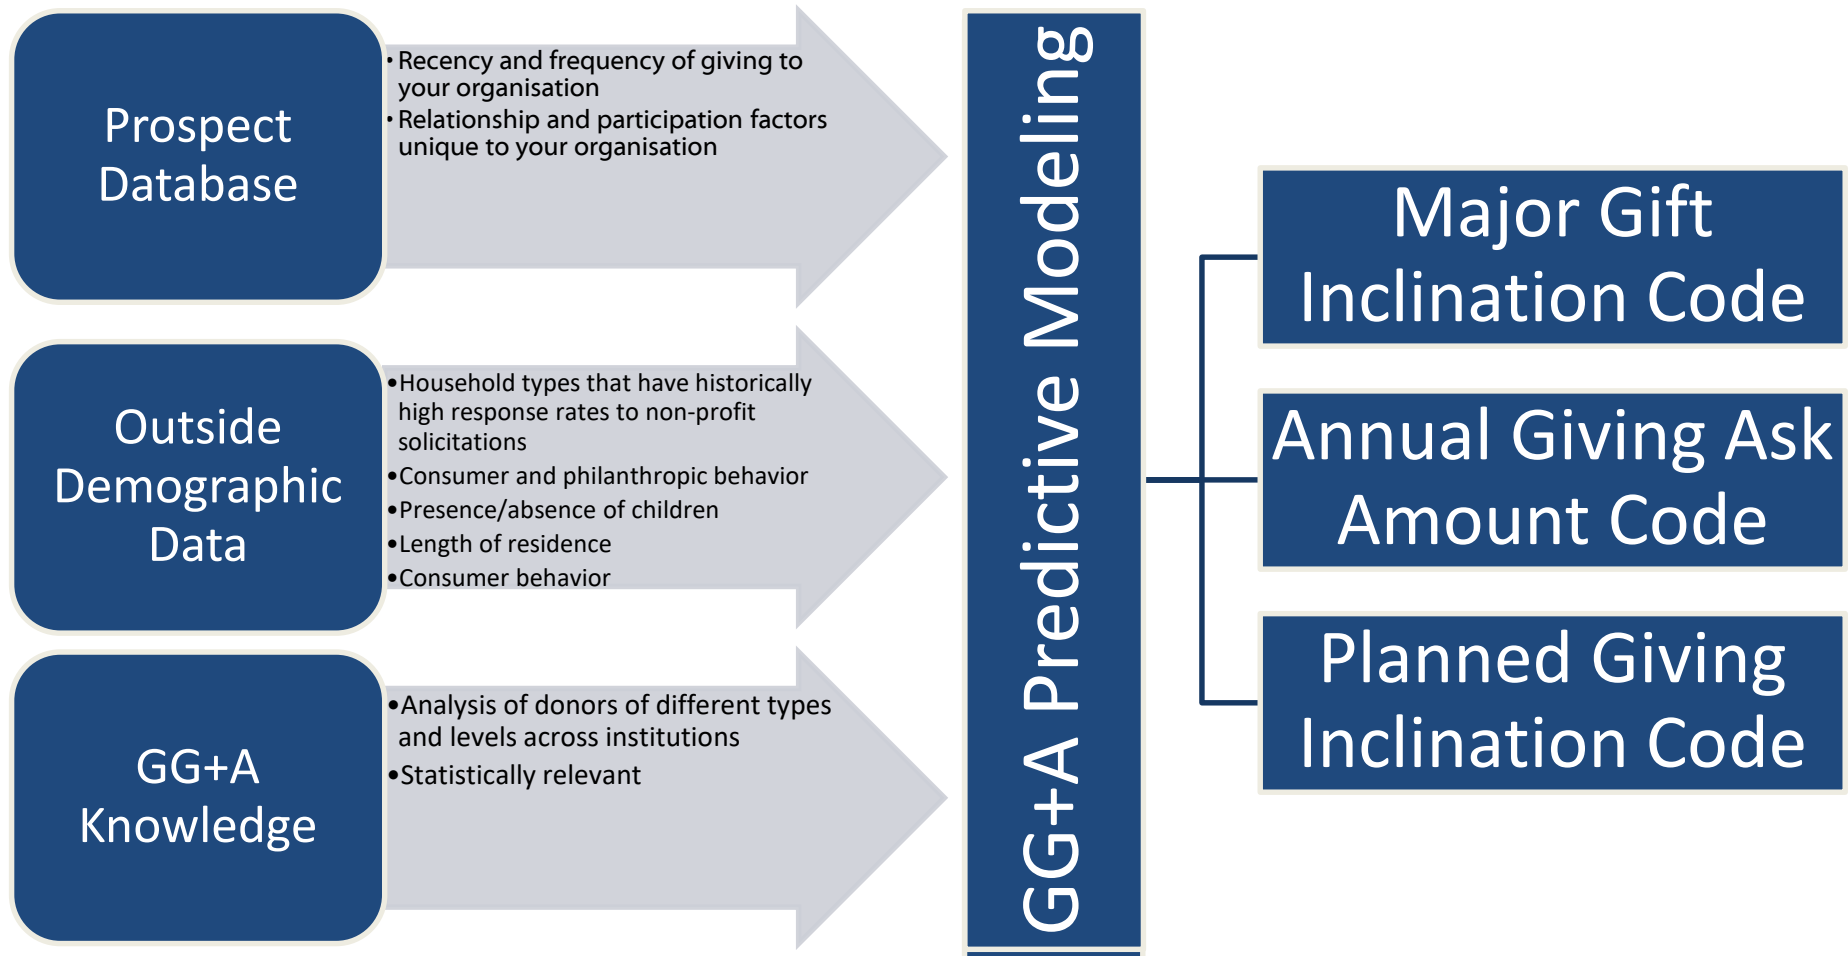 Prospect
Database
• Recency and frequency of giving to
your organisation
• Relationship and participation factors
unique to your organisation
Outside
Demographic
Data
•Household types that have historically
high response rates to non-profit
solicitations
•Consumer and philanthropic behavior
•Presence/absence of children
•Length of residence
•Consumer behavior
GG+A
Knowledge
•Analysis of donors of different types
and levels across institutions
•Statistically relevant
GG+A Predictive Modeling
Major Gift
Inclination Code
Annual Giving Ask
Amount Code
Planned Giving
Inclination Code